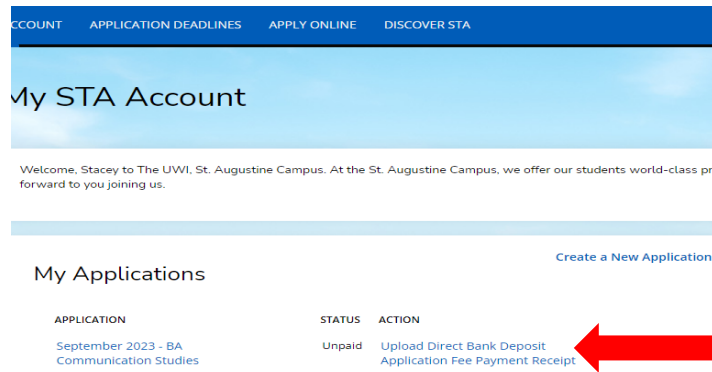 CCOUNT APPLICATION DEADLINES APPLY ONLINE DISCOVER STA
My STA Account
Welcome, Stacey to The UWI, St. Augustine Campus. At the St. Augustine Campus, we offer our students world-class pr
forward to you joining us.
Create a New Application
My Applications
APPLICATION STATUS ACTION
September 2023 - BA Unpaid Upload Direct Bank Deposit
Communication Studies Application Fee Payment Receipt